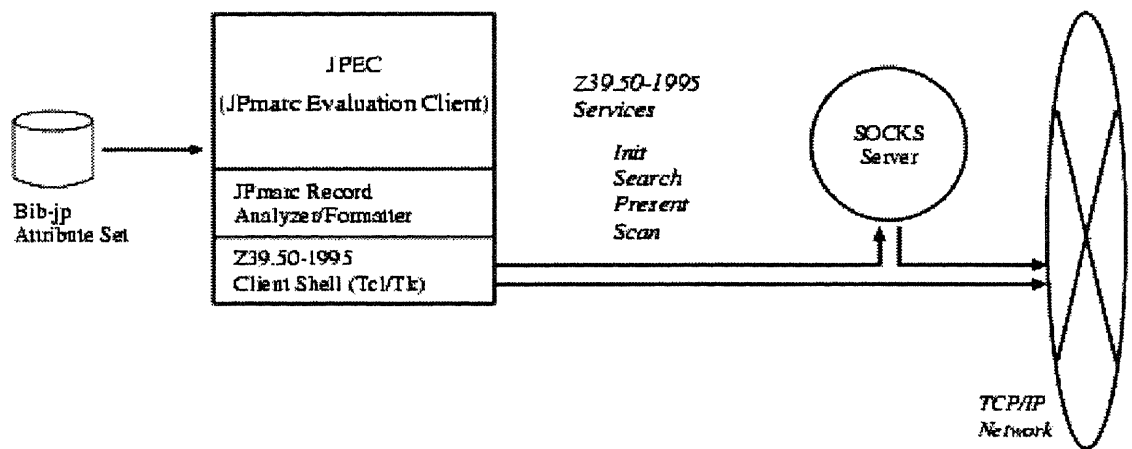 JPEC
(JPmarc Evaluation Client)
JPmarc Record
Analyzer/Formatter
Z39.50-1995
Client Shell (Tcl/Tk)
Bib-jp
Attribute Set
Z39.50-1995
Services
Init
Search
Present
Scan
SOCKS
Server
TCP/IP
Network